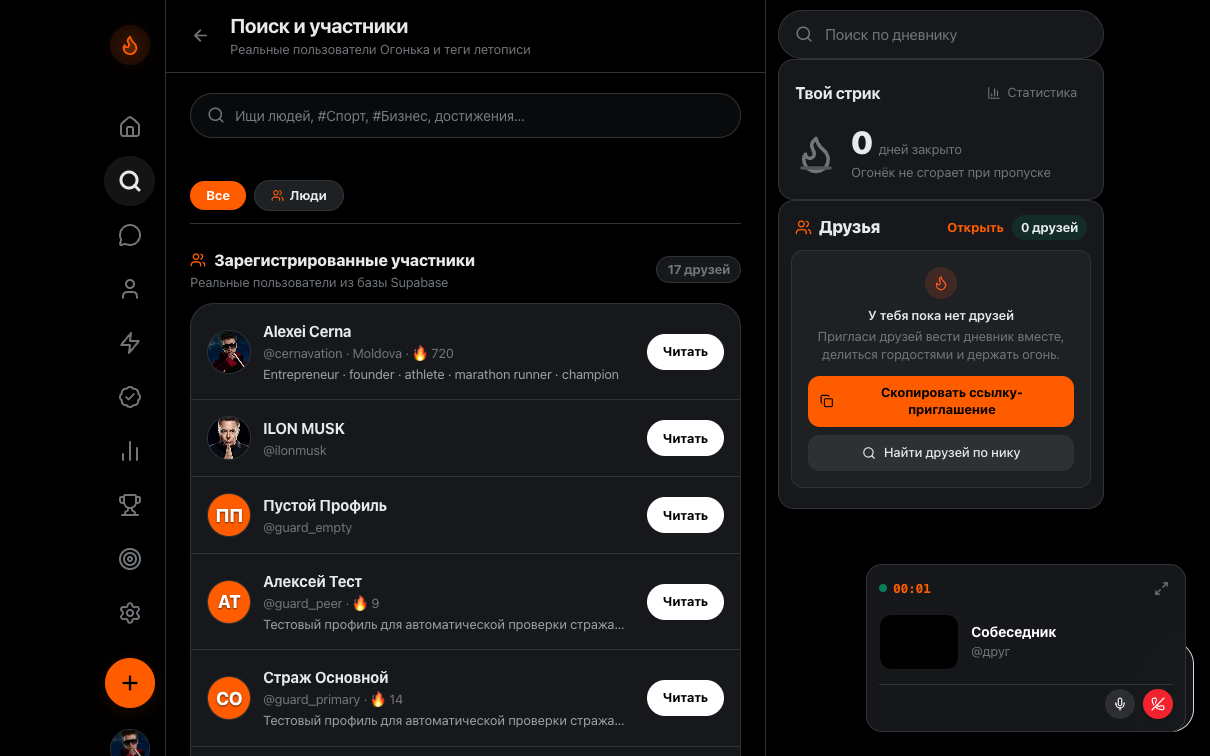 Поиск и участники
Реальные пользователи Огонька и теги летописи
Ищи людей, #Спорт, #Бизнес, достижения...
Все
Люди
Зарегистрированные участники
Реальные пользователи из базы Supabase
17 друзей
Alexei Cerna
@cernavation · Moldova · 🔥 720
Entrepreneur · founder · athlete · marathon runner · champion
Читать
ILON MUSK
@ilonmusk
Читать
ПП
Пустой Профиль
@guard_empty
Читать
АТ
Алексей Тест
@guard_peer · 🔥 9
Тестовый профиль для автоматической проверки стража...
Читать
СО
Страж Основной
@guard_primary · 🔥 14
Тестовый профиль для автоматической проверки стража...
Читать
Поиск по дневнику
Твой стрик
Статистика
0 дней закрыто
Огонёк не сгорает при пропуске
Друзья
Открыть
0 друзей
У тебя пока нет друзей
Пригласи друзей вести дневник вместе,
делиться гордостями и держать огонь.
Скопировать ссылку-
приглашение
Найти друзей по нику
00:01
Собеседник
@друг